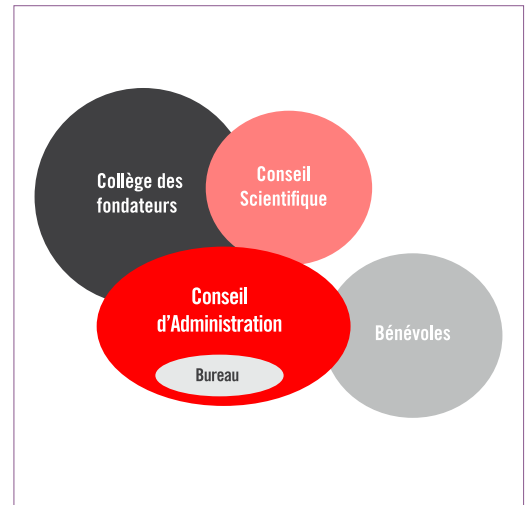 Collège des
fondateurs
Conseil
Scientifique
Conseil
d'Administration
Bureau
Bénévoles